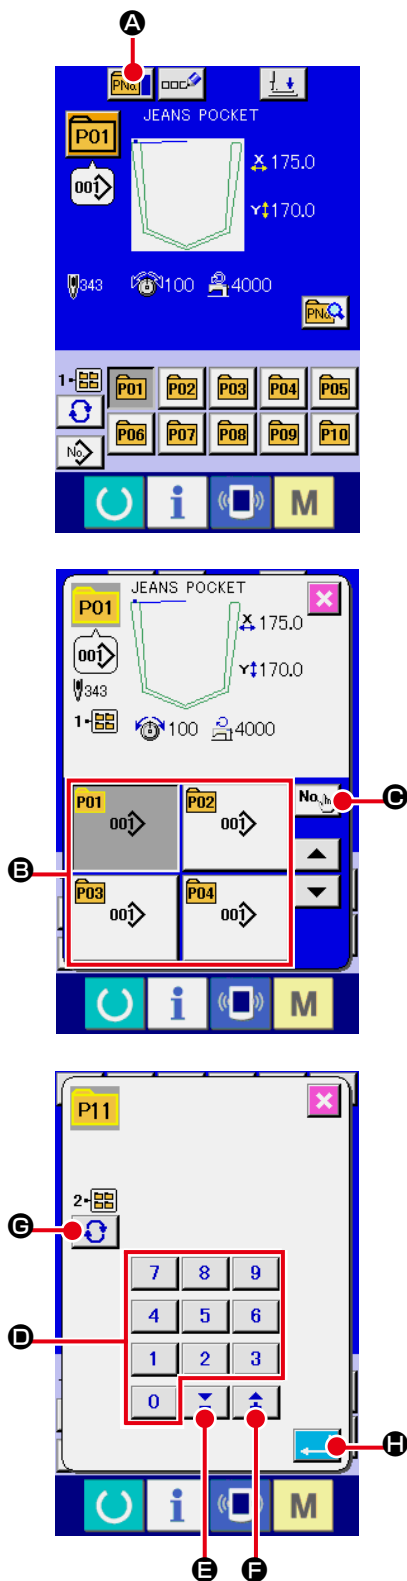 A
PNo.
JEANS POCKET
P01
001
X 175.0
Y 170.0
343 100 4000
PNo.
1-
P01 P02 P03 P04 P05
No.
P06 P07 P08 P09 P10
i M
JEANS POCKET
P01
X 175.0
001
Y 170.0
343
1- 100 4000
P01 001 P02 001 No. C
B
P03 001 P04 001
i M
P11
2-
G
7 8 9
D
4 5 6
1 2 3
0
H
i M
E F